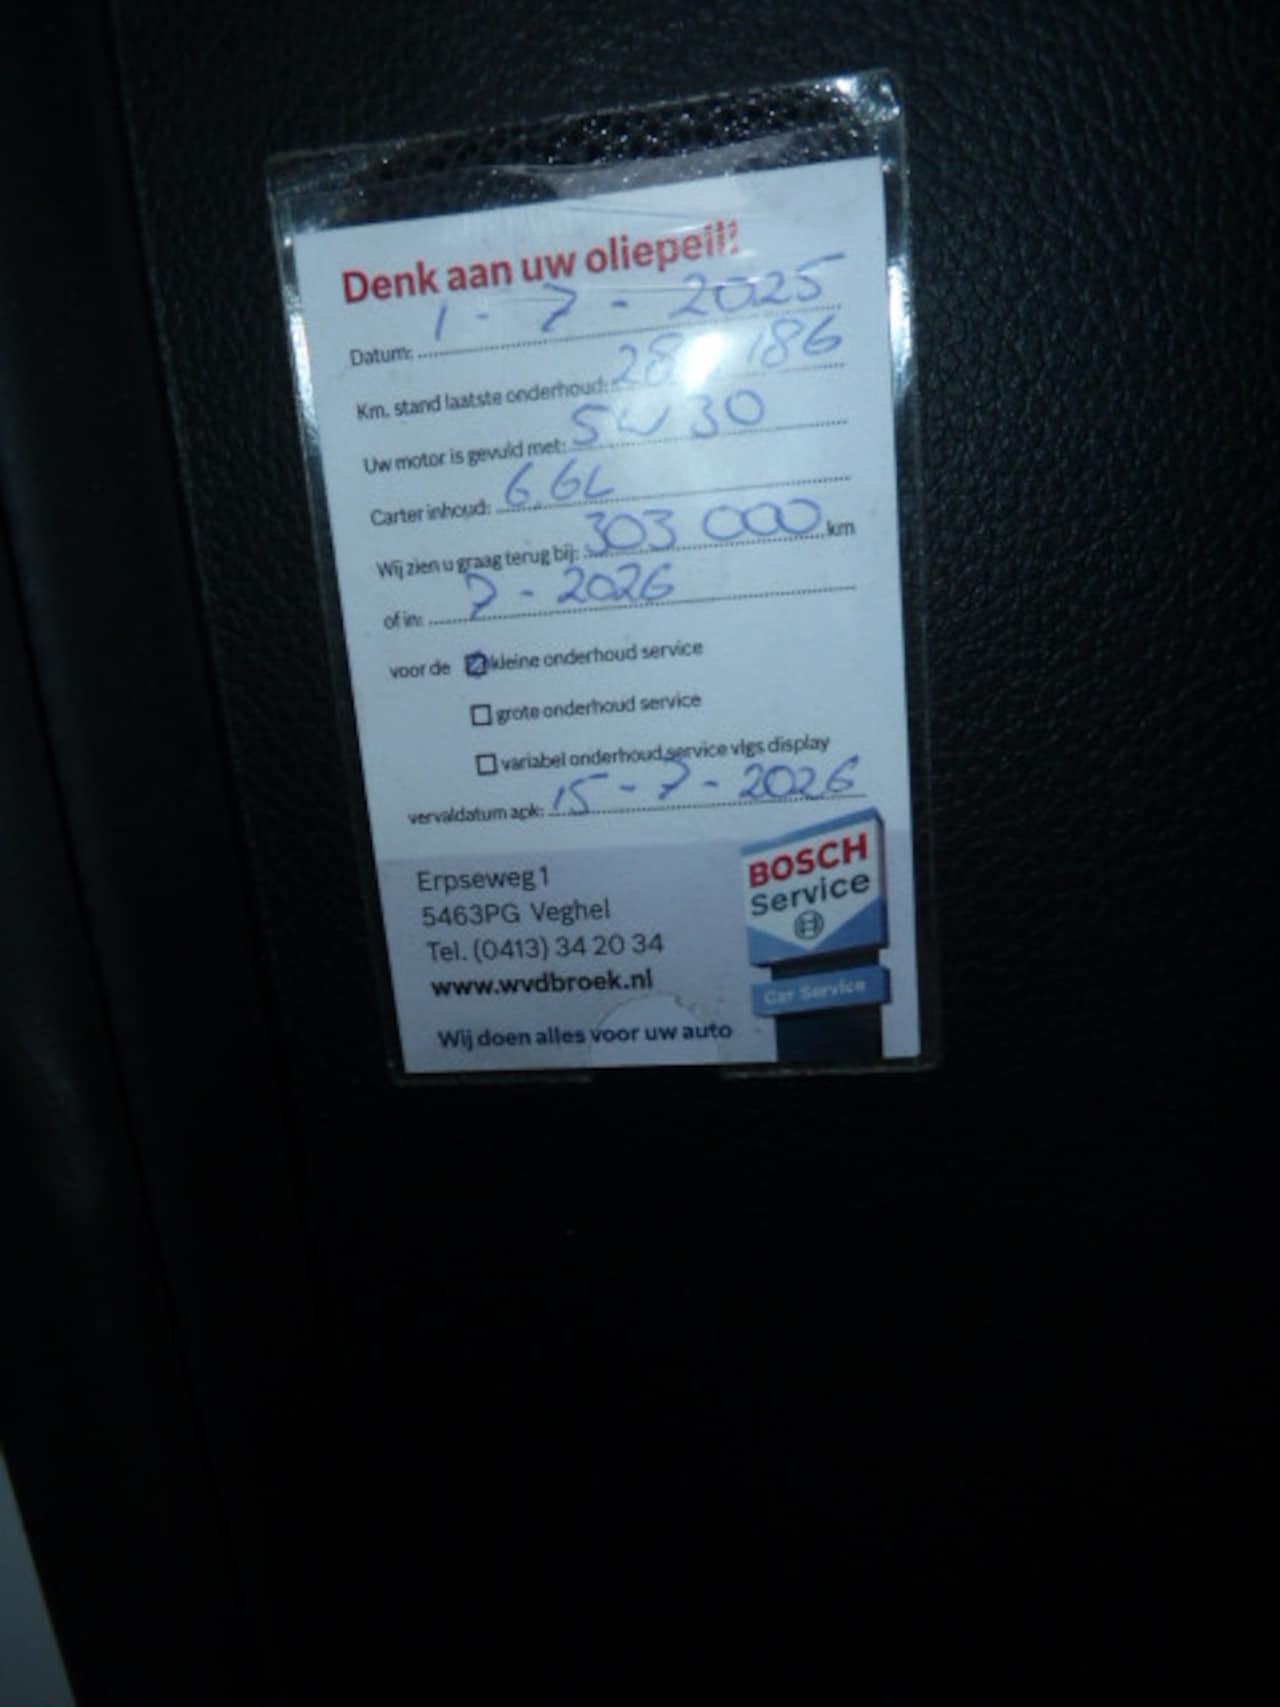 Denk aan uw oliepeil!
Datum: 1 - 7 - 2025
Km. stand laatste onderhoud: 186
Uw motor is gevuld met: 5W30
Carter inhoud: 6,6L
Wij zien u graag terug bij: 303 000 km
of in: 7 - 2026
voor de kleine onderhoud service
grote onderhoud service
variabel onderhoud service vlgs display
vervaldatum apk: 15 - 7 - 2026
Erpseweg 1
5463PG Veghel
Tel. (0413) 34 20 34
www.wvdbroek.nl
Wij doen alles voor uw auto
BOSCH
Service
Car Service